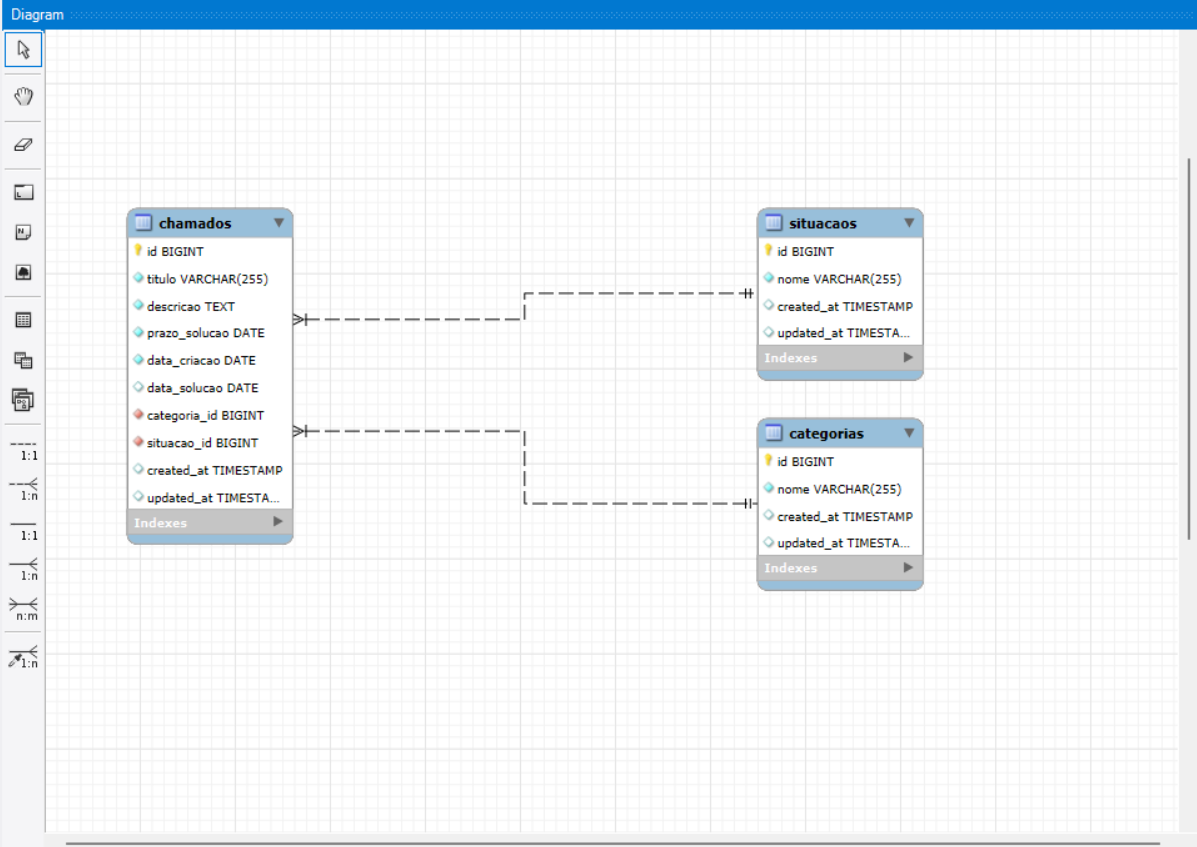 Diagram
chamados
id BIGINT
titulo VARCHAR(255)
descricao TEXT
prazo_solucao DATE
data_criacao DATE
data_solucao DATE
categoria_id BIGINT
situacao_id BIGINT
created_at TIMESTAMP
updated_at TIMESTA...
Indexes
situacaos
id BIGINT
nome VARCHAR(255)
created_at TIMESTAMP
updated_at TIMESTA...
Indexes
categorias
id BIGINT
nome VARCHAR(255)
created_at TIMESTAMP
updated_at TIMESTA...
Indexes
1:1
1:n
1:1
1:n
n:m
1:n